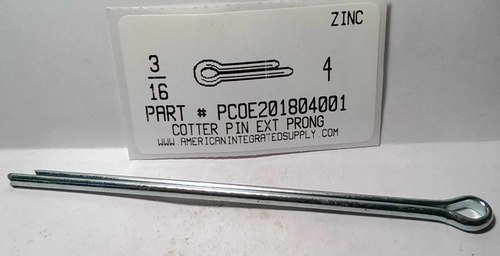 ZINC
3/16 4
PART # PCOE201804001
COTTER PIN EXT PRONG
WWW.AMERICANINTEGRATEDSUPPLY.COM